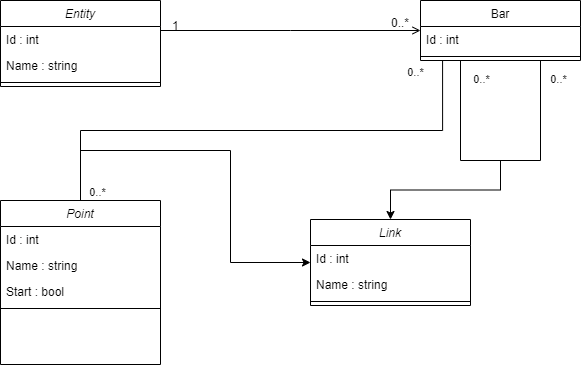 Entity
Id : int
Name : string
1
0..*
Bar
Id : int
0..*
0..*
0..*
0..*
Point
Id : int
Name : string
Start : bool
Link
Id : int
Name : string